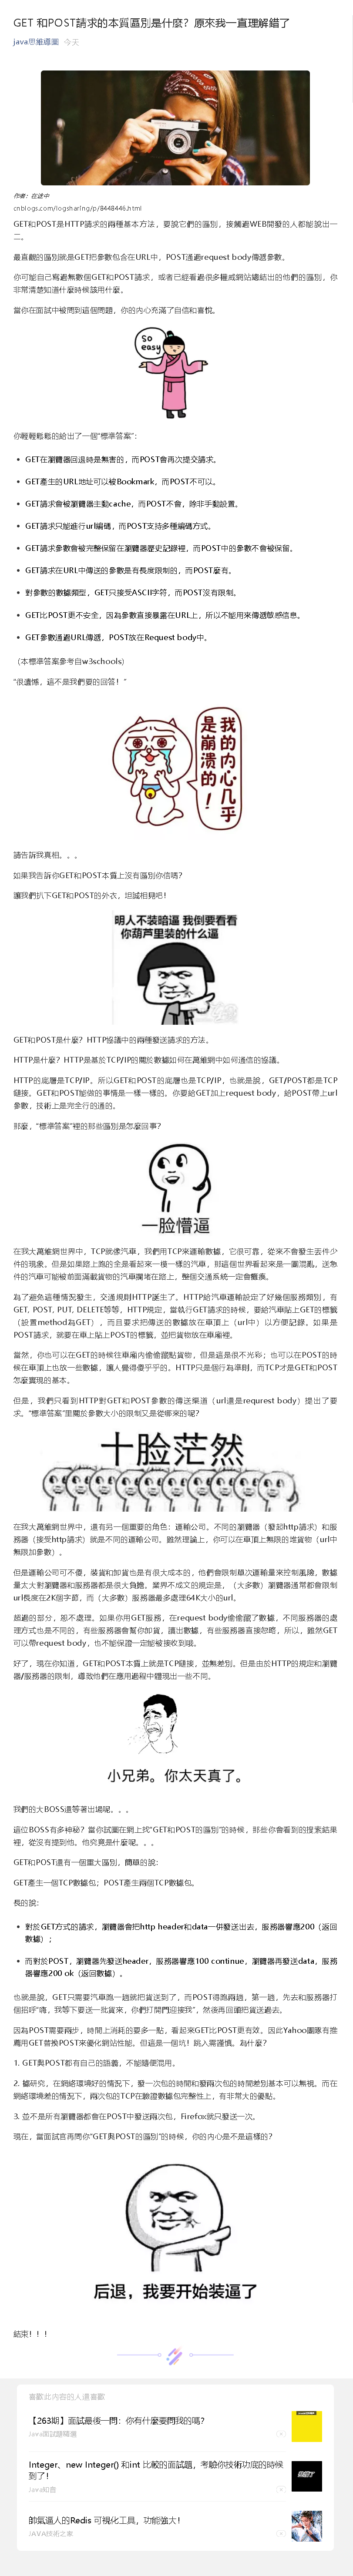 GET 和POST請求的本質區別是什麼？原來我一直理解錯了
java思維導圖 今天
作者：在途中
cnblogs.com/logsharing/p/8448446.html
GET和POST是HTTP請求的兩種基本方法，要說它們的區別，接觸過WEB開發的人都能說出一
二。
最直觀的區別就是GET把參數包含在URL中，POST通過request body傳遞參數。
你可能自己寫過無數個GET和POST請求，或者已經看過很多權威網站總結出的他們的區別，你
非常清楚知道什麼時候該用什麼。
當你在面試中被問到這個問題，你的內心充滿了自信和喜悅。
So
easy
你輕輕鬆鬆的給出了一個“標準答案”：
GET在瀏覽器回退時是無害的，而POST會再次提交請求。
GET產生的URL地址可以被Bookmark，而POST不可以。
GET請求會被瀏覽器主動cache，而POST不會，除非手動設置。
GET請求只能進行url編碼，而POST支持多種編碼方式。
GET請求參數會被完整保留在瀏覽器歷史記錄裡，而POST中的參數不會被保留。
GET請求在URL中傳送的參數是有長度限制的，而POST麼有。
對參數的數據類型，GET只接受ASCII字符，而POST沒有限制。
GET比POST更不安全，因為參數直接暴露在URL上，所以不能用來傳遞敏感信息。
GET參數通過URL傳遞，POST放在Request body中。
（本標準答案參考自w3schools）
“很遺憾，這不是我們要的回答！”
我的内心几乎
是崩溃的！
請告訴我真相。。。
如果我告訴你GET和POST本質上沒有區別你信嗎？
讓我們扒下GET和POST的外衣，坦誠相見吧！
明人不装暗逼 我倒要看看
你葫芦里装的什么逼
GET和POST是什麼？HTTP協議中的兩種發送請求的方法。
HTTP是什麼？HTTP是基於TCP/IP的關於數據如何在萬維網中如何通信的協議。
HTTP的底層是TCP/IP。所以GET和POST的底層也是TCP/IP，也就是說，GET/POST都是TCP
鏈接。GET和POST能做的事情是一樣一樣的。你要給GET加上request body，給POST帶上url
參數，技術上是完全行的通的。
那麼，“標準答案”裡的那些區別是怎麼回事？
一脸懵逼
在我大萬維網世界中，TCP就像汽車，我們用TCP來運輸數據，它很可靠，從來不會發生丟件少
件的現象。但是如果路上跑的全是看起來一模一樣的汽車，那這個世界看起來是一團混亂，送急
件的汽車可能被前面滿載貨物的汽車攔堵在路上，整個交通系統一定會癱瘓。
為了避免這種情況發生，交通規則HTTP誕生了。HTTP給汽車運輸設定了好幾個服務類別，有
GET, POST, PUT, DELETE等等，HTTP規定，當執行GET請求的時候，要給汽車貼上GET的標籤
（設置method為GET），而且要求把傳送的數據放在車頂上（url中）以方便記錄。如果是
POST請求，就要在車上貼上POST的標籤，並把貨物放在車廂裡。
當然，你也可以在GET的時候往車廂內偷偷藏點貨物，但是這是很不光彩；也可以在POST的時
候在車頂上也放一些數據，讓人覺得傻乎乎的。HTTP只是個行為準則，而TCP才是GET和POST
怎麼實現的基本。
但是，我們只看到HTTP對GET和POST參數的傳送渠道（url還是requrest body）提出了要
求。“標準答案”里關於參數大小的限制又是從哪來的呢？
十脸茫然
在我大萬維網世界中，還有另一個重要的角色：運輸公司。不同的瀏覽器（發起http請求）和服
務器（接受http請求）就是不同的運輸公司。雖然理論上，你可以在車頂上無限的堆貨物（url中
無限加參數）。
但是運輸公司可不傻，裝貨和卸貨也是有很大成本的，他們會限制單次運輸量來控制風險，數據
量太大對瀏覽器和服務器都是很大負擔。業界不成文的規定是，（大多數）瀏覽器通常都會限制
url長度在2K個字節，而（大多數）服務器最多處理64K大小的url。
超過的部分，恕不處理。如果你用GET服務，在request body偷偷藏了數據，不同服務器的處
理方式也是不同的，有些服務器會幫你卸貨，讀出數據，有些服務器直接忽略，所以，雖然GET
可以帶request body，也不能保證一定能被接收到哦。
好了，現在你知道，GET和POST本質上就是TCP鏈接，並無差別。但是由於HTTP的規定和瀏覽
器/服務器的限制，導致他們在應用過程中體現出一些不同。
小兄弟。你太天真了。
我們的大BOSS還等著出場呢。。。
這位BOSS有多神秘？當你試圖在網上找“GET和POST的區別”的時候，那些你會看到的搜索結果
裡，從沒有提到他。他究竟是什麼呢。。。
GET和POST還有一個重大區別，簡單的說：
GET產生一個TCP數據包；POST產生兩個TCP數據包。
長的說：
對於GET方式的請求，瀏覽器會把http header和data一併發送出去，服務器響應200（返回
數據）；
而對於POST，瀏覽器先發送header，服務器響應100 continue，瀏覽器再發送data，服務
器響應200 ok（返回數據）。
也就是說，GET只需要汽車跑一趟就把貨送到了，而POST得跑兩趟，第一趟，先去和服務器打
個招呼“嗨，我等下要送一批貨來，你們打開門迎接我”，然後再回頭把貨送過去。
因為POST需要兩步，時間上消耗的要多一點，看起來GET比POST更有效。因此Yahoo團隊有推
薦用GET替換POST來優化網站性能。但這是一個坑！跳入需謹慎。為什麼？
1. GET與POST都有自己的語義，不能隨便混用。
2. 據研究，在網絡環境好的情況下，發一次包的時間和發兩次包的時間差別基本可以無視。而在
網絡環境差的情況下，兩次包的TCP在驗證數據包完整性上，有非常大的優點。
3. 並不是所有瀏覽器都會在POST中發送兩次包，Firefox就只發送一次。
現在，當面試官再問你“GET與POST的區別”的時候，你的內心是不是這樣的？
后退，我要开始装逼了
結束！！！
喜歡此內容的人還喜歡
【263期】面試最後一問：你有什麼要問我的嗎？
Java面試題精選
Integer、new Integer() 和int 比較的面試題，考驗你技術功底的時候
到了！
Java知音
帥氣逼人的Redis 可視化工具，功能強大！
JAVA技術之家